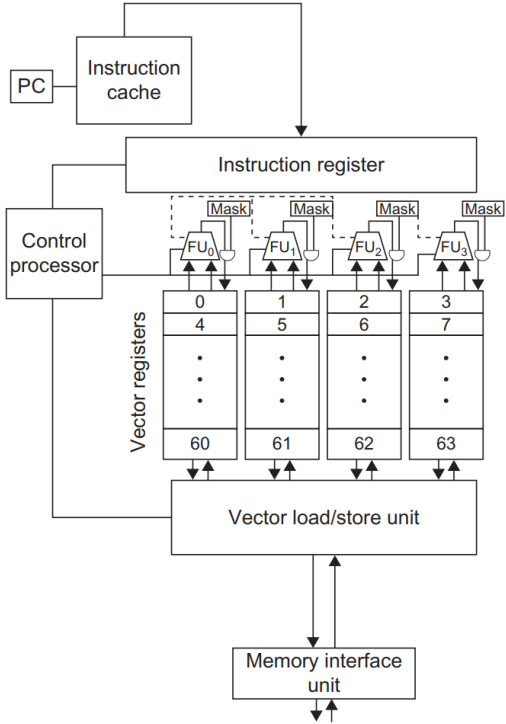 Instruction
cache
PC
Instruction register
Mask Mask Mask Mask
Control
processor
FU0 FU1 FU2 FU3
Vector registers
0 1 2 3
4 5 6 7
60 61 62 63
Vector load/store unit
Memory interface
unit